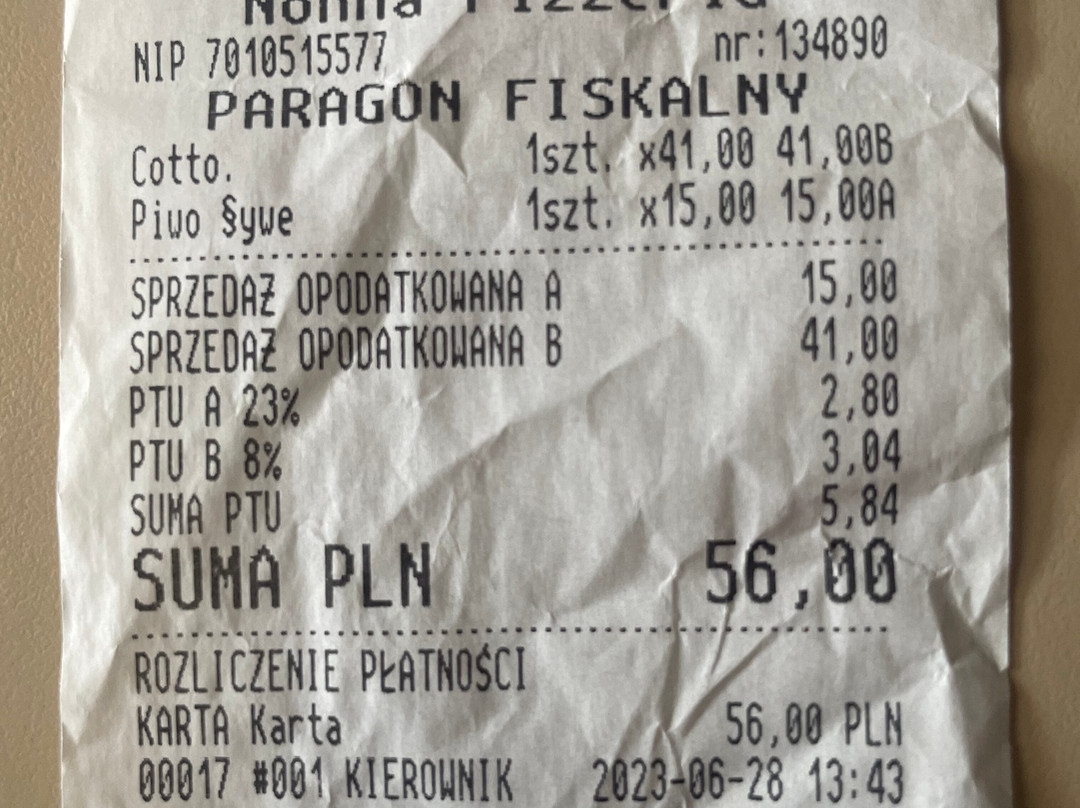 Nonna Pizzeria
NIP 7010515577 nr:134890
PARAGON FISKALNY
Cotto. 1szt. x41,00 41,00B
Piwo §ywe 1szt. x15,00 15,00A
SPRZEDAŻ OPODATKOWANA A 15,00
SPRZEDAŻ OPODATKOWANA B 41,00
PTU A 23% 2,80
PTU B 8% 3,04
SUMA PTU 5,84
SUMA PLN 56,00
ROZLICZENIE PŁATNOŚCI
KARTA Karta 56,00 PLN
00017 #001 KIEROWNIK 2023-06-28 13:43